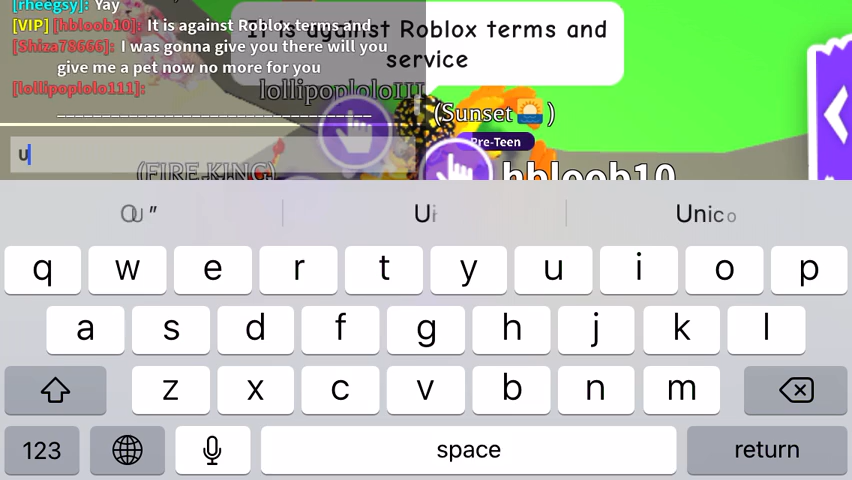 [rheegsy]: Yay
[VIP] [hbloob10]: It is against Roblox terms and
[Shiza78666]: I was gonna give you there will you
give me a pet now no more for you
[lollipoplolo111]:
It is against Roblox terms and
service
lollipoplolo111
(Sunset🌅)
Pre-Teen
hbloob10
(FIRE KING)
U
Unico
q w e r t y u i o p
a s d f g h j k l
z x c v b n m
123 space return